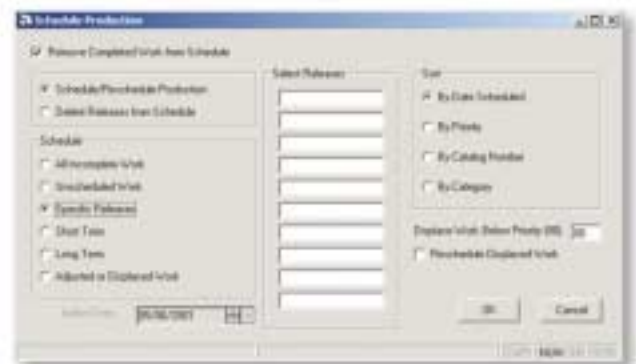 Schedule Production
Remove Completed Work from Schedule
Schedule/Reschedule Production
Delete Releases from Schedule
Schedule
All Incomplete Work
Unscheduled Work
Specific Releases
Short Term
Long Term
Adjusted or Displaced Work
Select Releases
Sort
By Date Scheduled
By Priority
By Catalog Number
By Category
Displace Work Below Priority
Reschedule Displaced Work
OK
Cancel
NUM